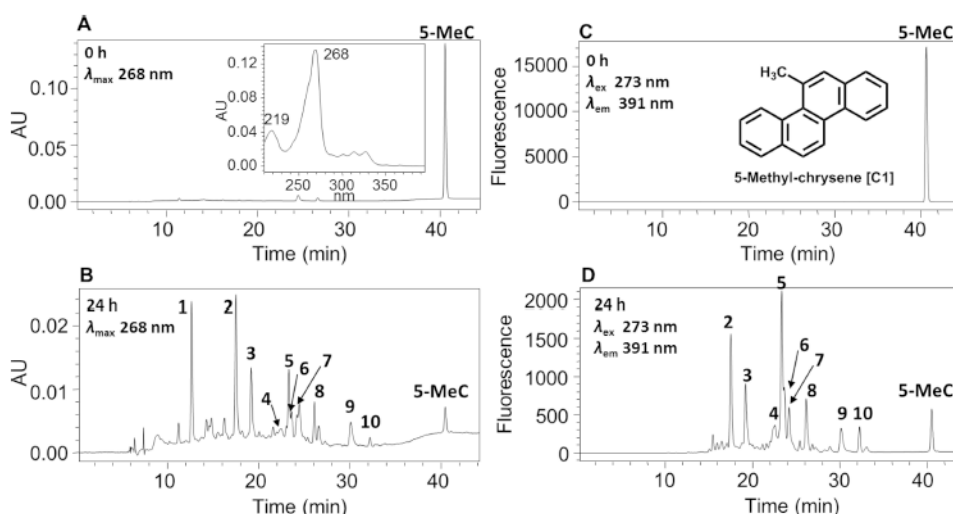 A
5-MeC
0 h
λmax 268 nm
0.10
0.05
0.00
AU
10
20
30
40
Time (min)
268
219
0.12
0.08
0.04
0.00
AU
250
300
350
nm
C
5-MeC
0 h
λex 273 nm
λem 391 nm
15000
10000
5000
0
Fluorescence
H₃C
5-Methyl-chrysene [C1]
10
20
30
40
Time (min)
B
24 h
λmax 268 nm
0.02
0.01
0.00
AU
1
2
3
4
5
6
7
8
9
10
5-MeC
10
20
30
40
Time (min)
D
24 h
λex 273 nm
λem 391 nm
2000
1500
1000
500
0
Fluorescence
2
3
4
5
6
7
8
9
10
5-MeC
10
20
30
40
Time (min)